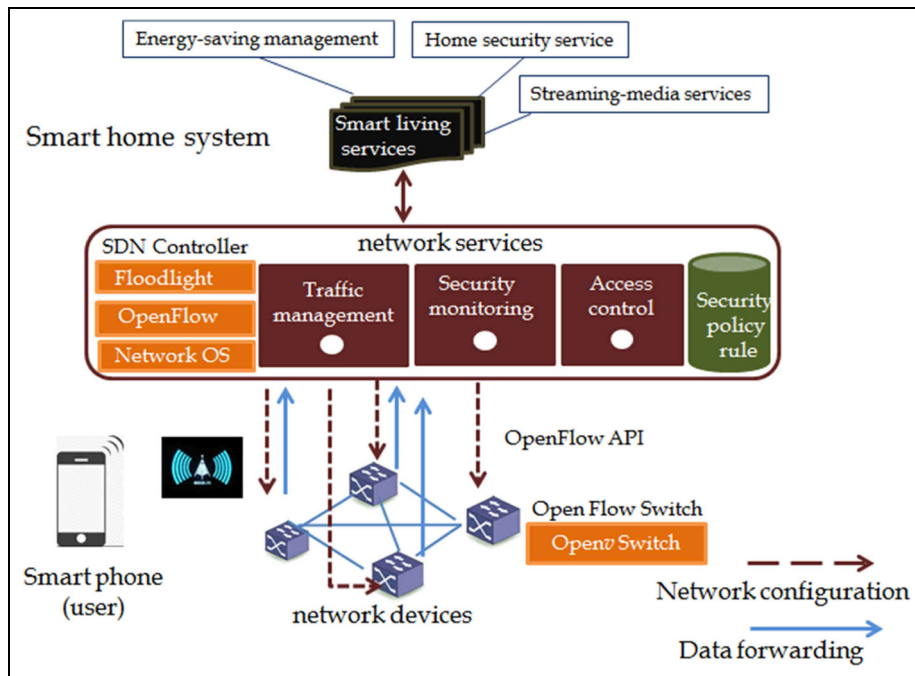 Energy-saving management
Home security service
Streaming-media services
Smart home system
Smart living
services
network services
SDN Controller
Floodlight
OpenFlow
Network OS
Traffic
management
Security
monitoring
Access
control
Security
policy
rule
OpenFlow API
Open Flow Switch
Openv Switch
Smart phone
(user)
network devices
Network configuration
Data forwarding